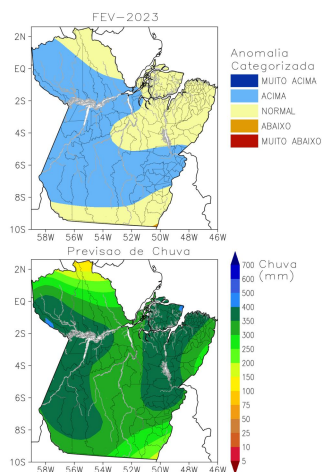 FEV-2023
2N
EQ
2S
4S
6S
8S
10S
58W 56W 54W 52W 50W 48W 46W
Anomalia
Categorizada
MUITO ACIMA
ACIMA
NORMAL
ABAIXO
MUITO ABAIXO
Previsao de Chuva
2N
EQ
2S
4S
6S
8S
10S
58W 56W 54W 52W 50W 48W 46W
Chuva
(mm)
700
600
500
400
350
300
250
200
150
100
75
50
25
10
5